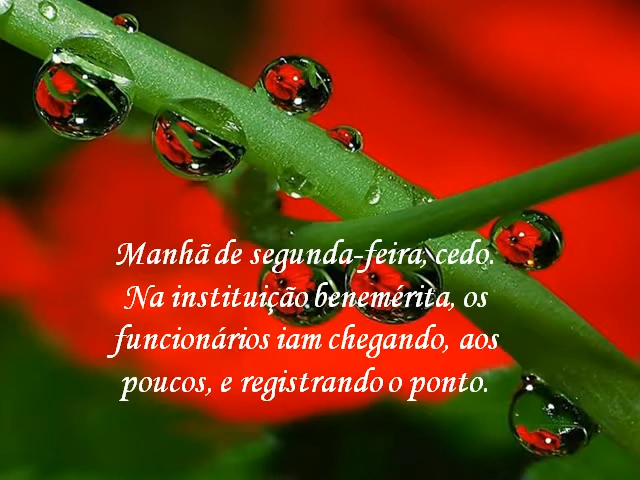 Manhã de segunda-feira, cedo.
Na instituição benemérita, os
funcionários iam chegando, aos
poucos, e registrando o ponto.